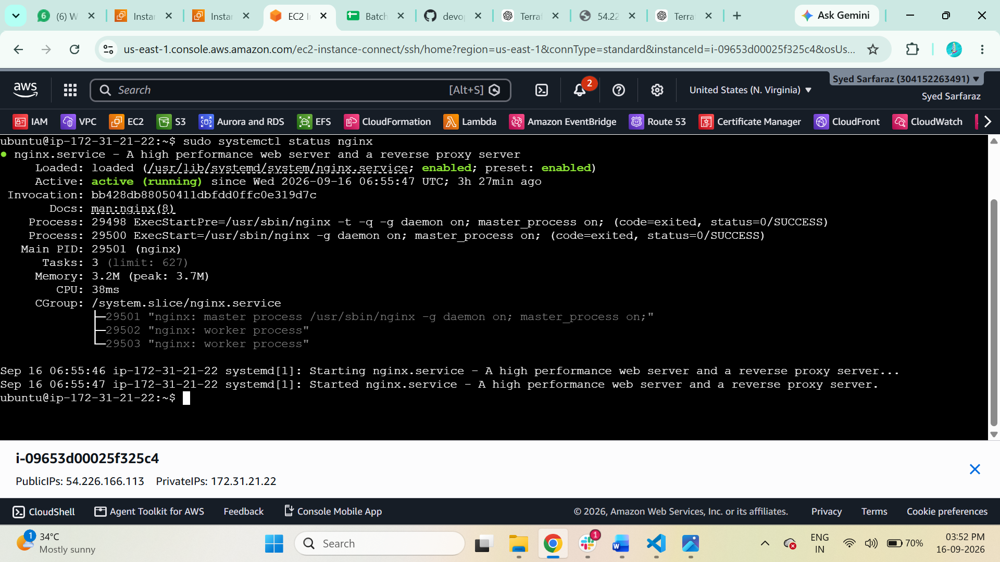 6
(6) W
Instar
Instar
EC2 In
Batch
devop
Terraf
54.22
Terraf
Ask Gemini
us-east-1.console.aws.amazon.com/ec2-instance-connect/ssh/home?region=us-east-1&connType=standard&instanceId=i-09653d00025f325c4&osUs...
aws
Search
[Alt+S]
2
United States (N. Virginia)
Syed Sarfaraz (304152263491)
Syed Sarfaraz
IAM
VPC
EC2
S3
Aurora and RDS
EFS
CloudFormation
Lambda
Amazon EventBridge
Route 53
Certificate Manager
CloudFront
CloudWatch
ubuntu@ip-172-31-21-22:~$ sudo systemctl status nginx
● nginx.service - A high performance web server and a reverse proxy server
Loaded: loaded (/usr/lib/systemd/system/nginx.service; enabled; preset: enabled)
Active: active (running) since Wed 2026-09-16 06:55:47 UTC; 3h 27min ago
Invocation: bb428db88050411dbfdd0ffc0e319d7c
Docs: man:nginx(8)
Process: 29498 ExecStartPre=/usr/sbin/nginx -t -q -g daemon on; master_process on; (code=exited, status=0/SUCCESS)
Process: 29500 ExecStart=/usr/sbin/nginx -g daemon on; master_process on; (code=exited, status=0/SUCCESS)
Main PID: 29501 (nginx)
Tasks: 3 (limit: 627)
Memory: 3.2M (peak: 3.7M)
CPU: 38ms
CGroup: /system.slice/nginx.service
├─29501 "nginx: master process /usr/sbin/nginx -g daemon on; master_process on;"
├─29502 "nginx: worker process"
└─29503 "nginx: worker process"
Sep 16 06:55:46 ip-172-31-21-22 systemd[1]: Starting nginx.service - A high performance web server and a reverse proxy server...
Sep 16 06:55:47 ip-172-31-21-22 systemd[1]: Started nginx.service - A high performance web server and a reverse proxy server.
ubuntu@ip-172-31-21-22:~$
i-09653d00025f325c4
PublicIPs: 54.226.166.113 PrivateIPs: 172.31.21.22
CloudShell
Agent Toolkit for AWS
Feedback
Console Mobile App
© 2026, Amazon Web Services, Inc. or its affiliates.
Privacy
Terms
Cookie preferences
1
34°C
Mostly sunny
Search
1
ENG
IN
70%
03:52 PM
16-09-2026